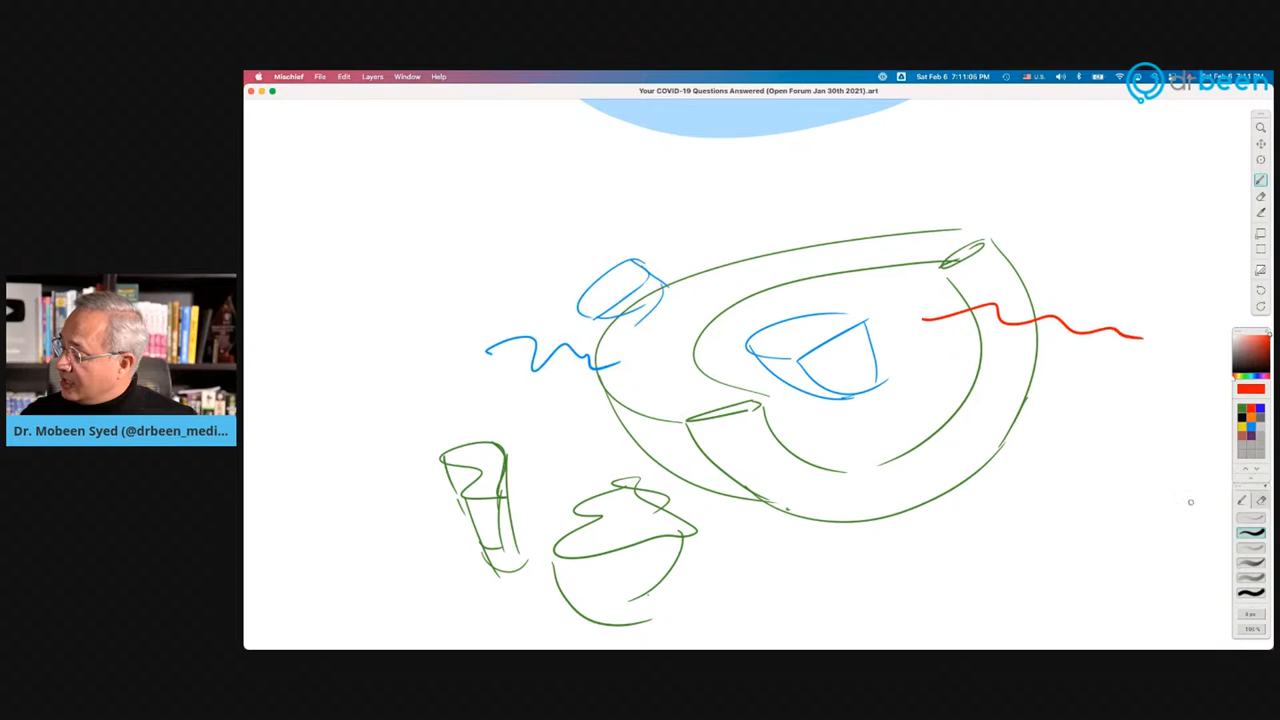 Mischief File Edit Layers Window Help
Sat Feb 6 7:11:05 PM
U.S.
drbeen
Your COVID-19 Questions Answered (Open Forum Jan 30th 2021).art
Dr. Mobeen Syed (@drbeen_medi...